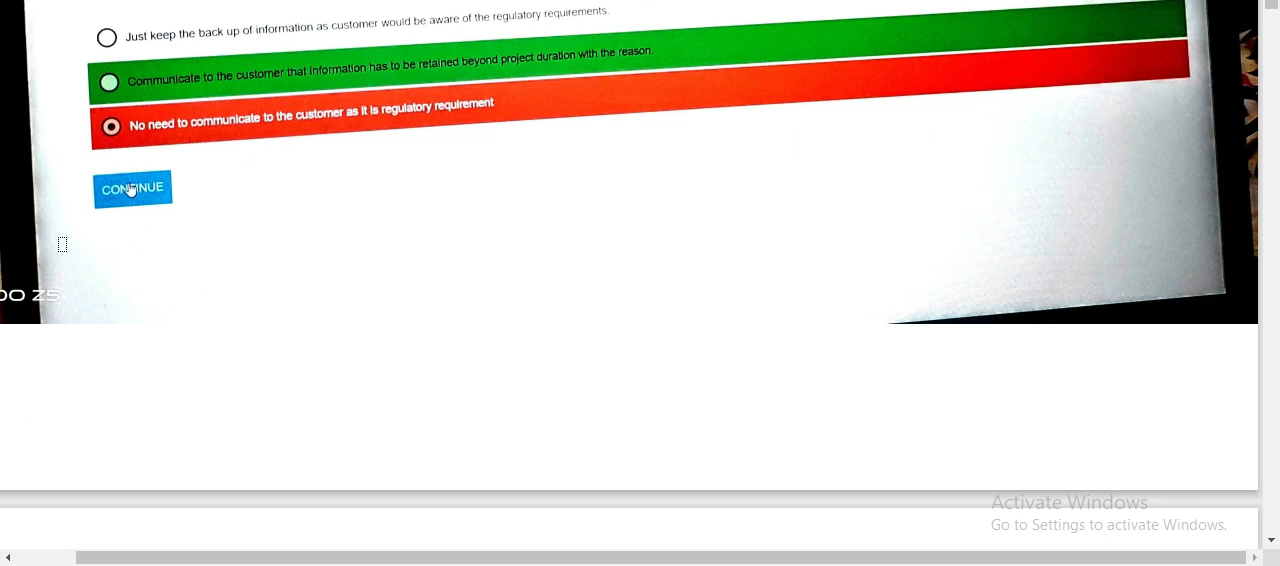 Just keep the back up of information as customer would be aware of the regulatory requirements.
Communicate to the customer that information has to be retained beyond project duration with the reason.
No need to communicate to the customer as it is regulatory requirement
CONTINUE
Z5
Activate Windows
Go to Settings to activate Windows.